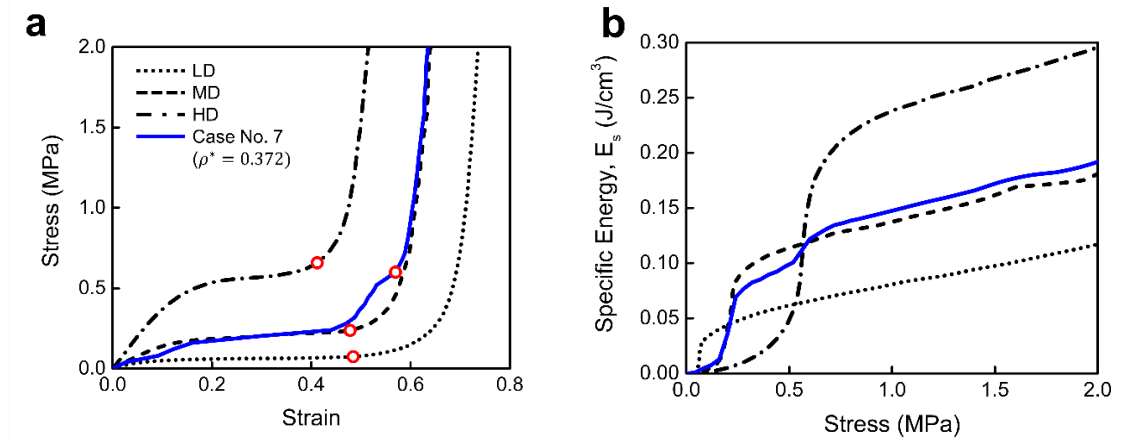 a
2.0
1.5
1.0
0.5
0.0
Stress (MPa)
LD
MD
HD
Case No. 7
(ρ* = 0.372)
0.0 0.2 0.4 0.6 0.8
Strain
b
0.30
0.25
0.20
0.15
0.10
0.05
0.00
Specific Energy, Eₛ (J/cm³)
0.0 0.5 1.0 1.5 2.0
Stress (MPa)